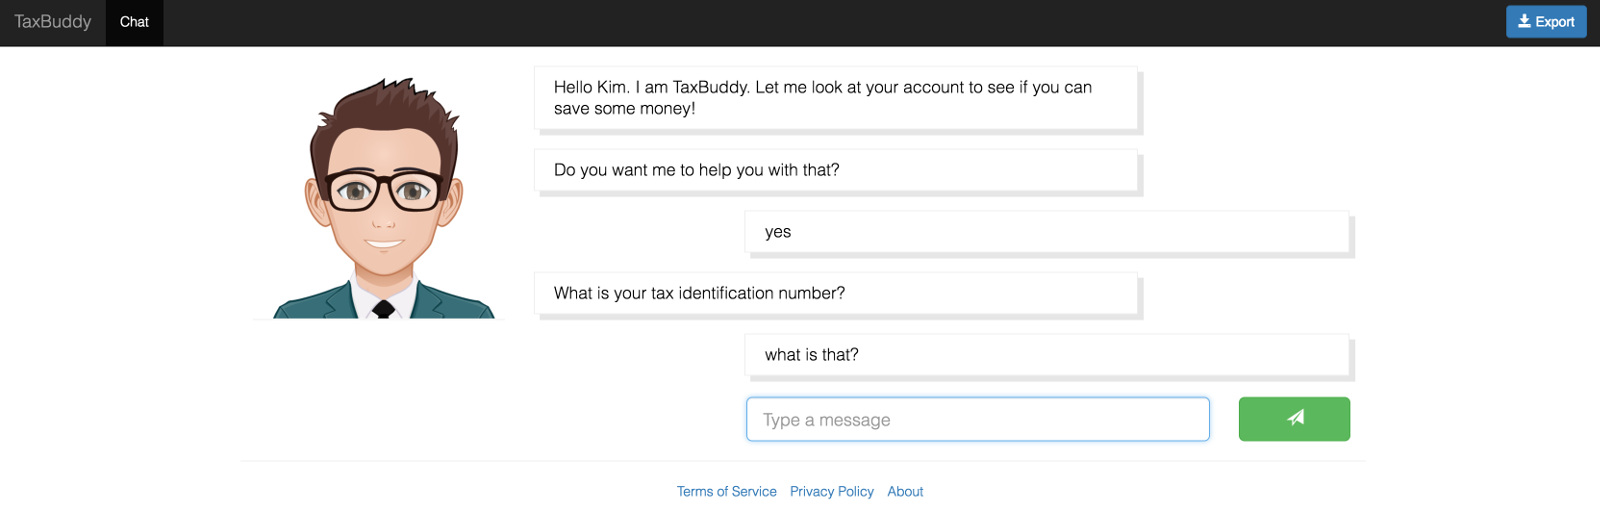 TaxBuddy Chat Export
Hello Kim. I am TaxBuddy. Let me look at your account to see if you can
save some money!
Do you want me to help you with that?
yes
What is your tax identification number?
what is that?
Type a message
Terms of Service Privacy Policy About